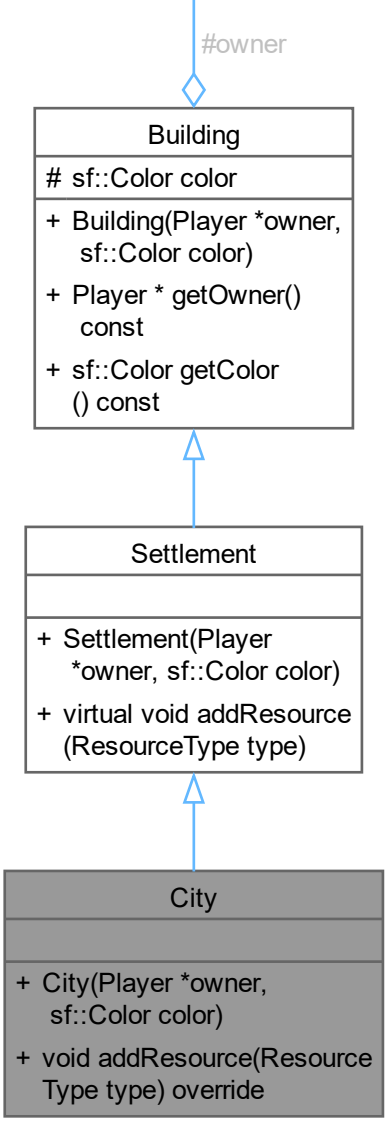 #owner
Building
# sf::Color color
+ Building(Player *owner,
sf::Color color)
+ Player * getOwner()
const
+ sf::Color getColor
() const
Settlement
+ Settlement(Player
*owner, sf::Color color)
+ virtual void addResource
(ResourceType type)
City
+ City(Player *owner,
sf::Color color)
+ void addResource(Resource
Type type) override